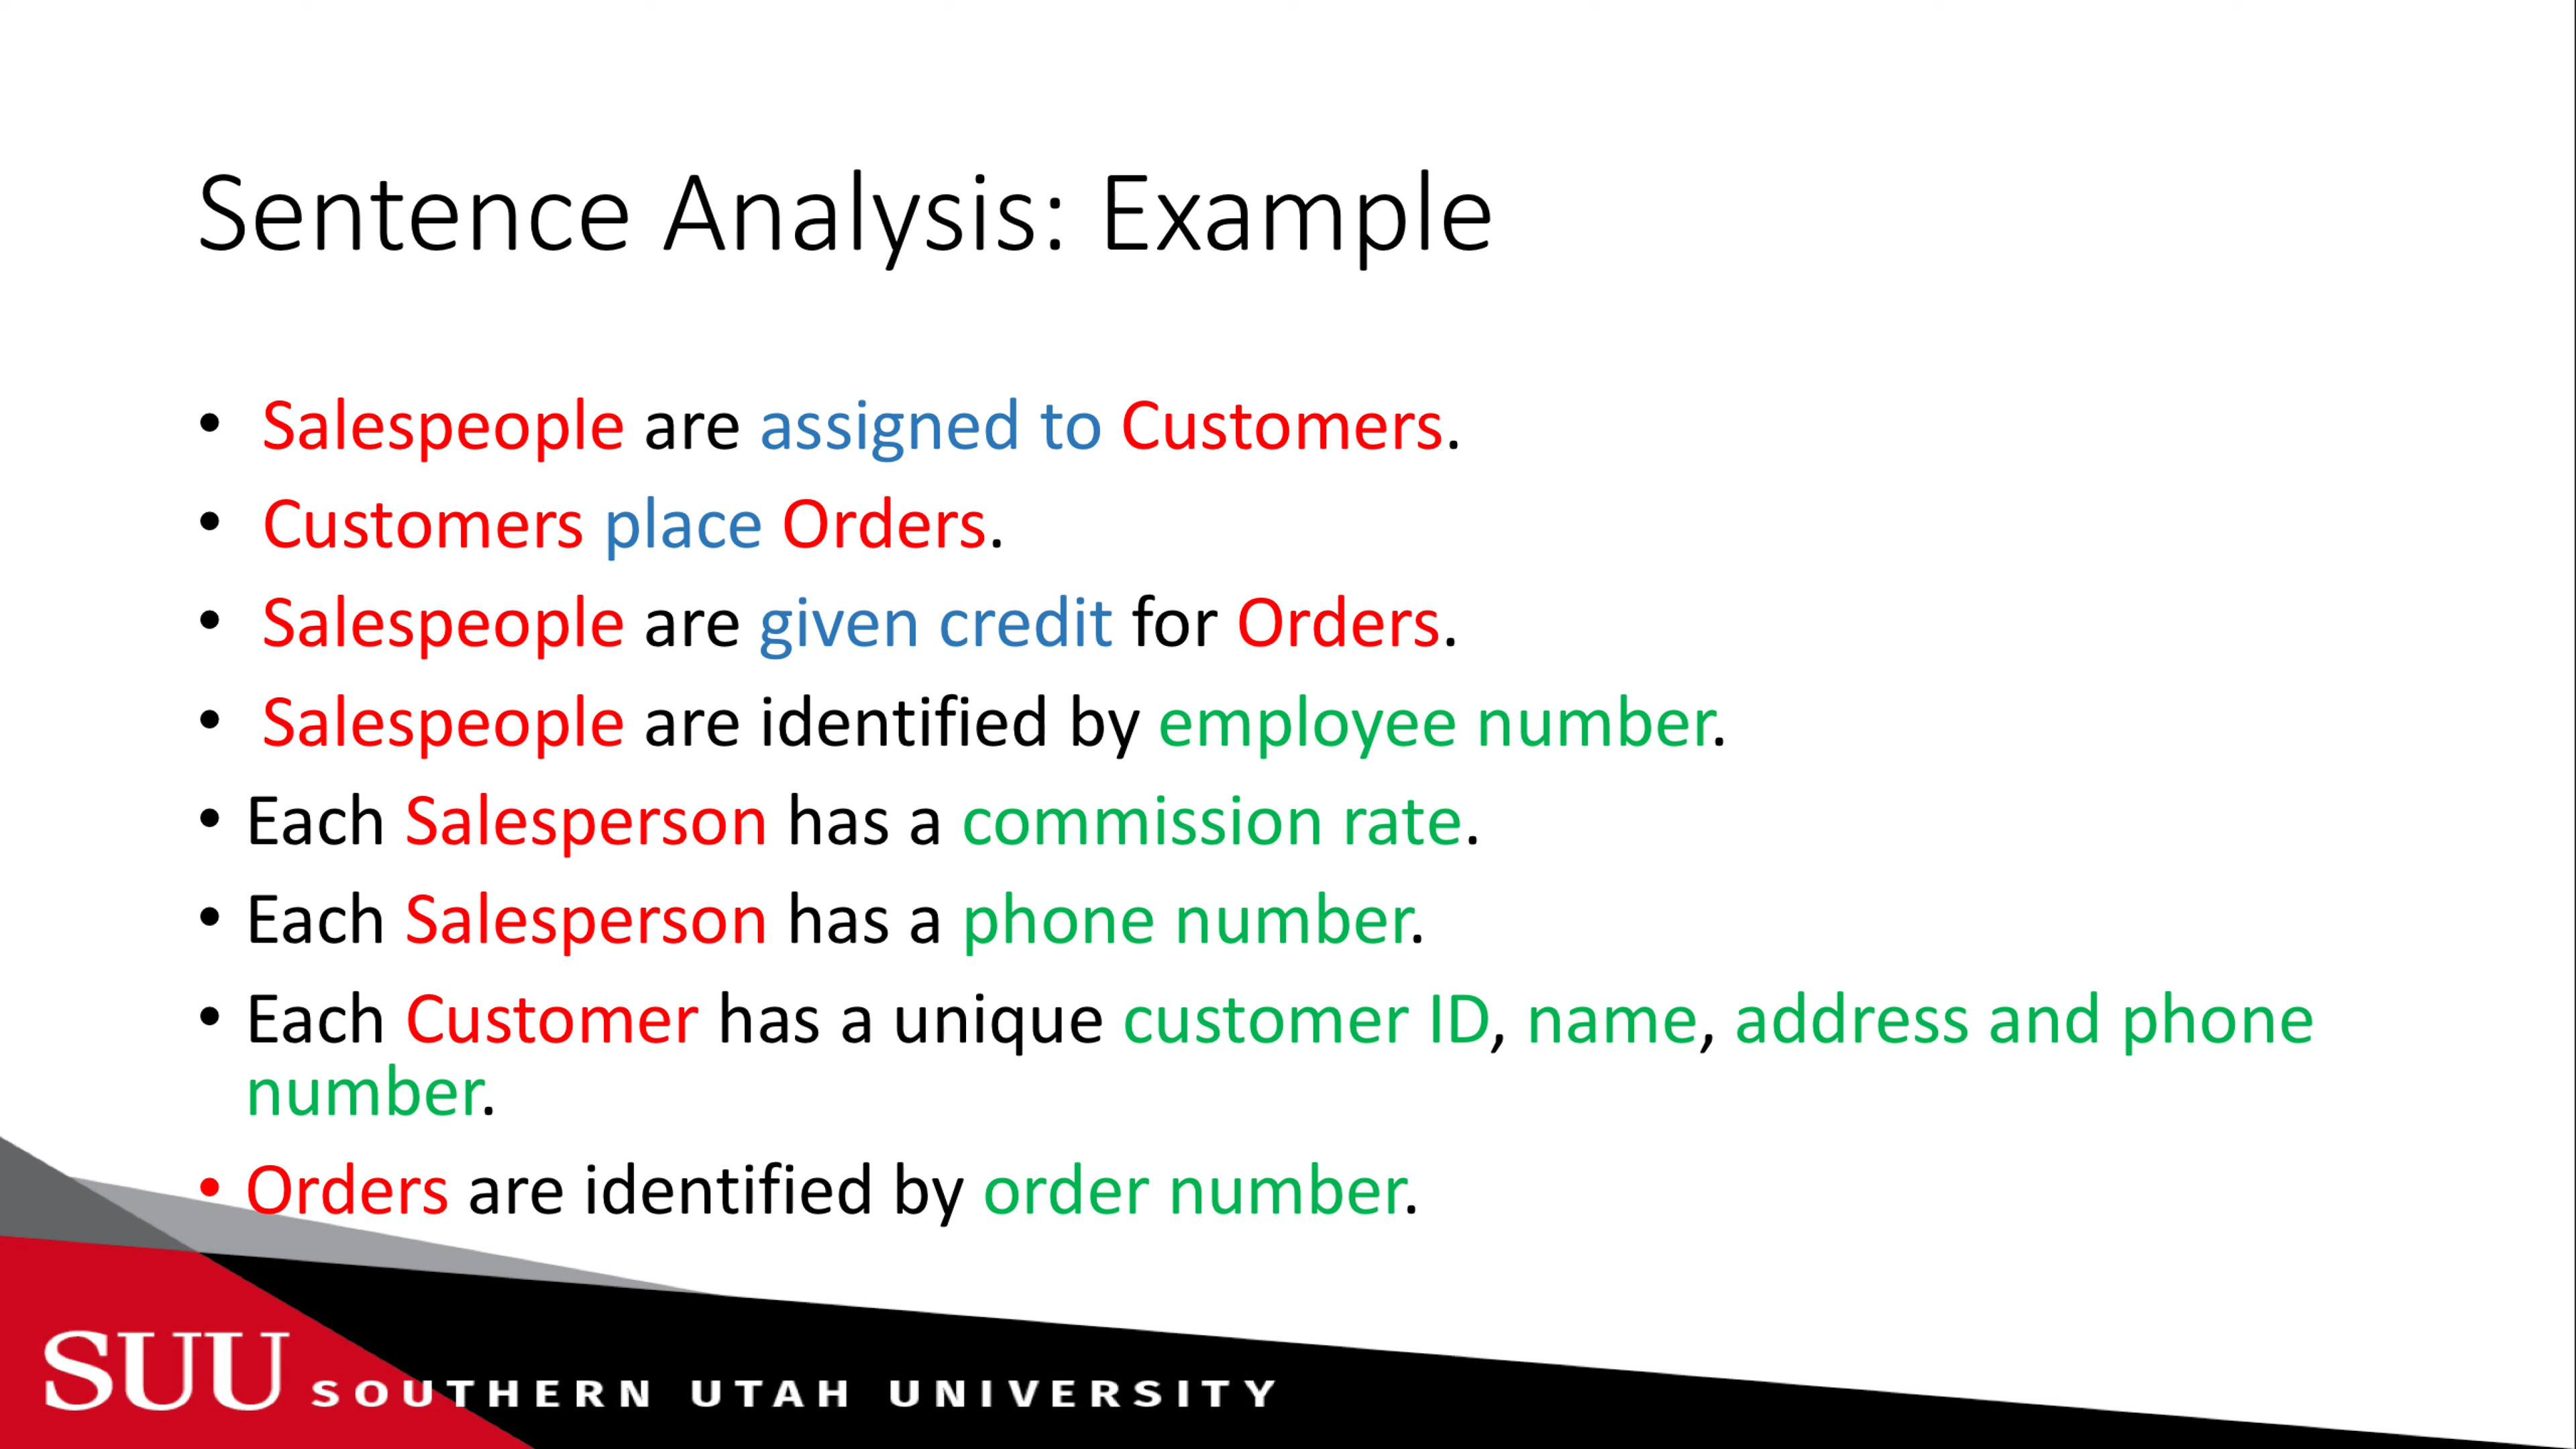 Sentence Analysis: Example
• Salespeople are assigned to Customers.
• Customers place Orders.
• Salespeople are given credit for Orders.
• Salespeople are identified by employee number.
• Each Salesperson has a commission rate.
• Each Salesperson has a phone number.
• Each Customer has a unique customer ID, name, address and phone
number.
• Orders are identified by order number.
SUU SOUTHERN UTAH UNIVERSITY